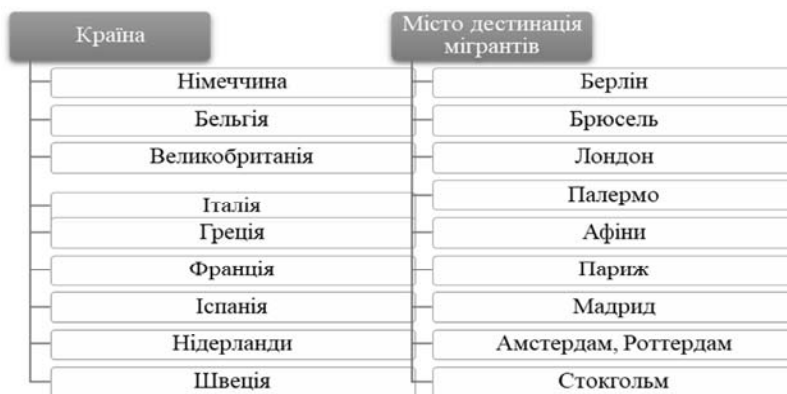 Країна
Місто дестинація
мігрантів
Німеччина
Берлін
Бельгія
Брюсель
Великобританія
Лондон
Італія
Палермо
Греція
Афіни
Франція
Париж
Іспанія
Мадрид
Нідерланди
Амстердам, Роттердам
Швеція
Стокгольм